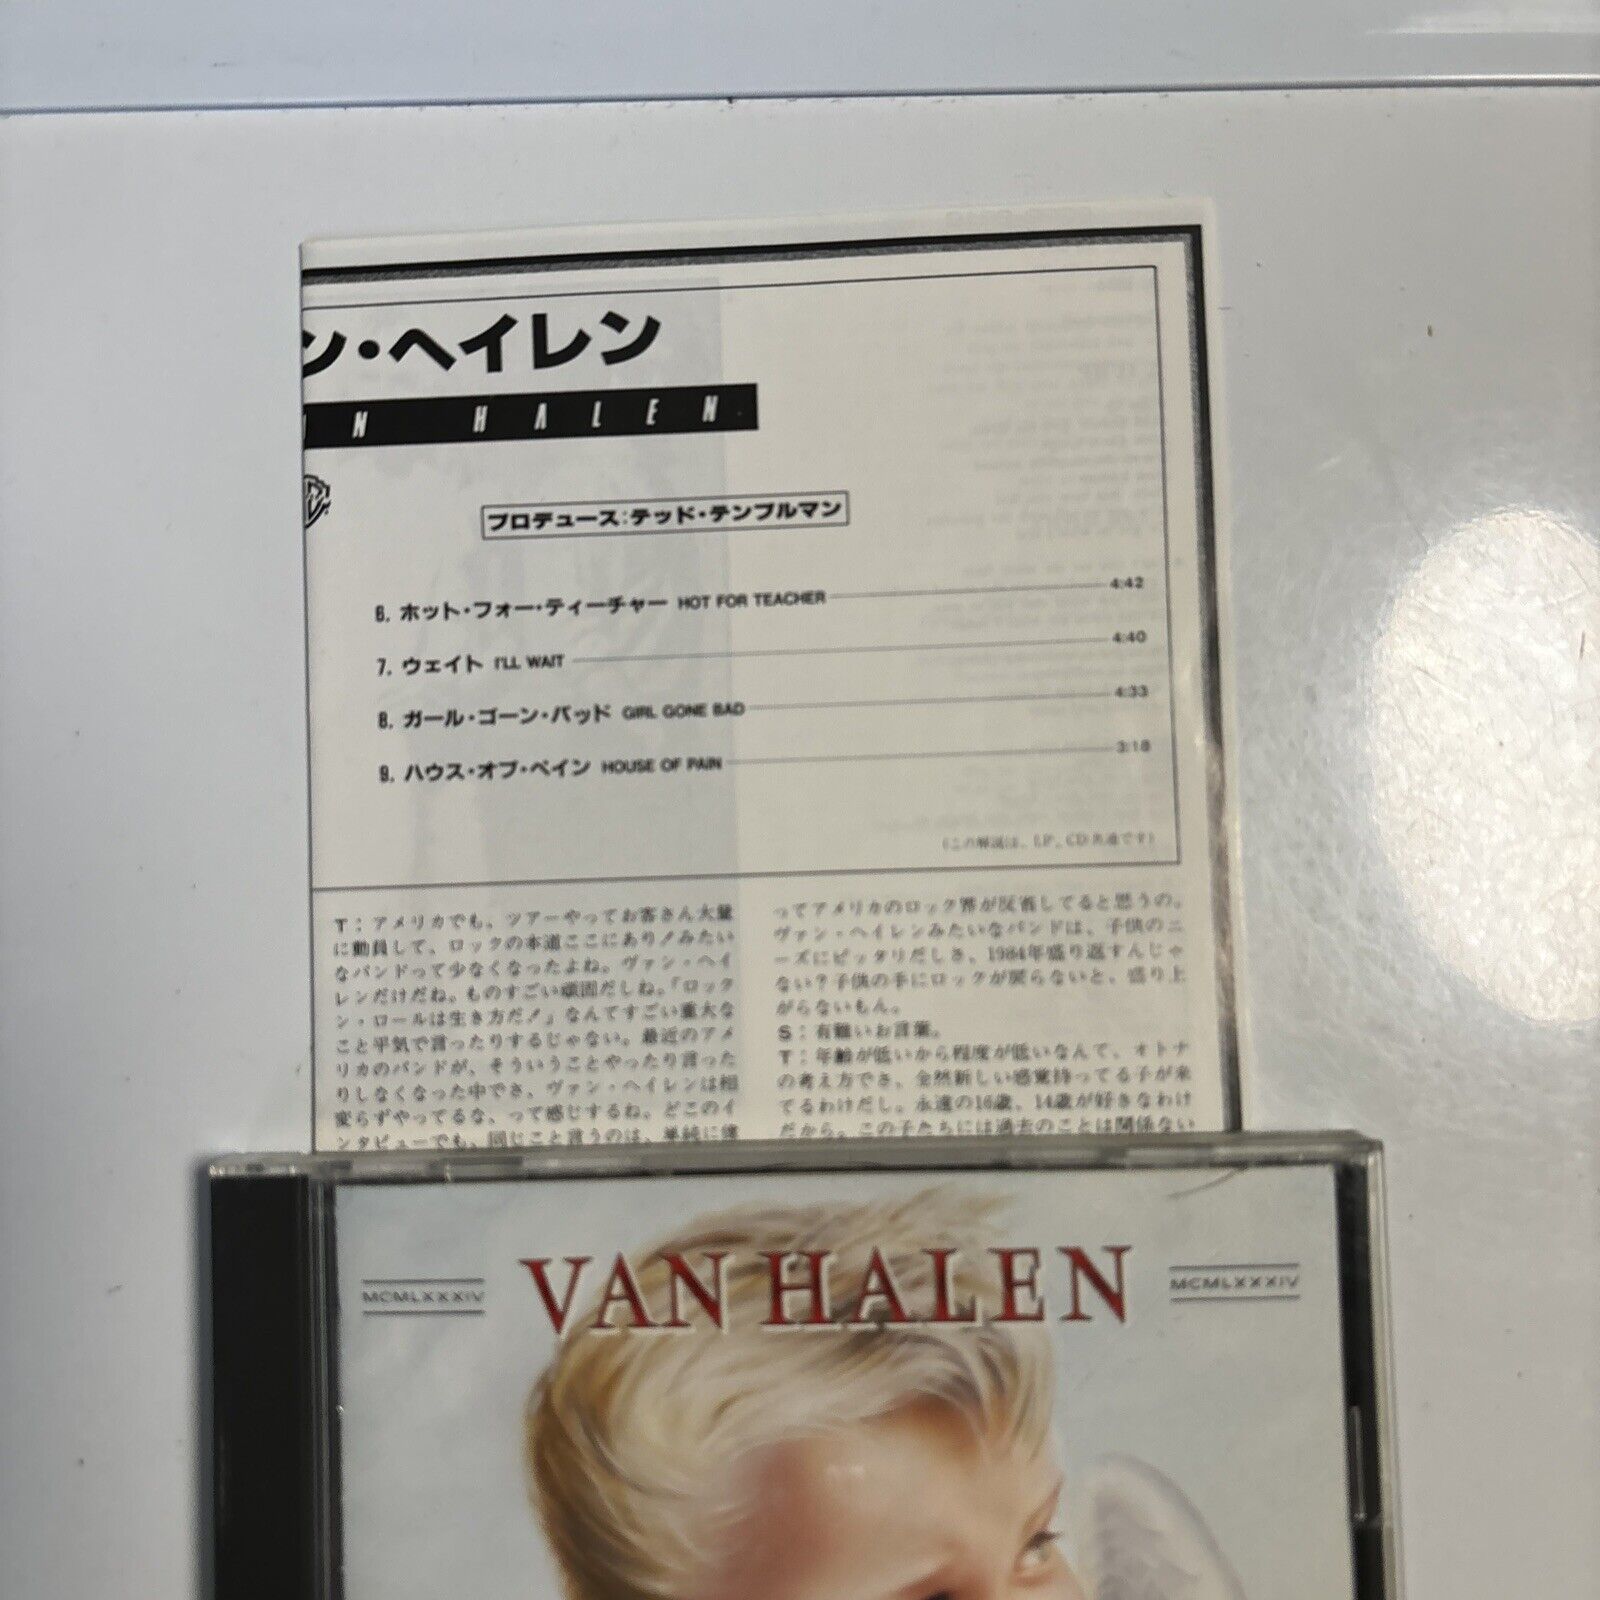 ン・ヘイレン
N HALEN
プロデュース:テッド・テンプルマン
6. ホット・フォー・ティーチャー HOT FOR TEACHER 4:42
7. ウェイト I'LL WAIT 4:40
8. ガール・ゴーン・バッド GIRL GONE BAD 4:33
9. ハウス・オブ・ペイン HOUSE OF PAIN 3:18
(この解説は、LP、CD共通です)
T:アメリカでも、ツアーやってお客さん大量
に動員して、ロックの本道ここにあり!みたい
なバンドって少なくなったよね。ヴァン・ヘイ
レンだけだね。ものすごい頑固だしね。「ロック
ン・ロールは生き方だ!」なんてすごい重大な
こと平気で言ったりするじゃない。最近のアメ
リカのバンドが、そういうことやったり言った
りしなくなった中でさ、ヴァン・ヘイレンは相
変らずやってるな、って感じするね。どこのイ
ンタビューでも、同じこと言うのは、単純に
ってアメリカのロック界が反省してると思うの。
ヴァン・ヘイレンみたいなバンドは、子供のニ
ーズにピッタリだしさ、1984年盛り返すんじゃ
ない?子供の手にロックが戻らないと、盛り上
がらないもん。
S:有難いお言葉。
T:年齢が低いから程度が低いなんて、オトナ
の考え方でさ、全然新しい感覚持ってる子が来
てるわけだし。永遠の16歳、14歳が好きなわけ
だから。この子たちには過去のことは関係ない
MCMLXXXIV VAN HALEN MCMLXXXIV